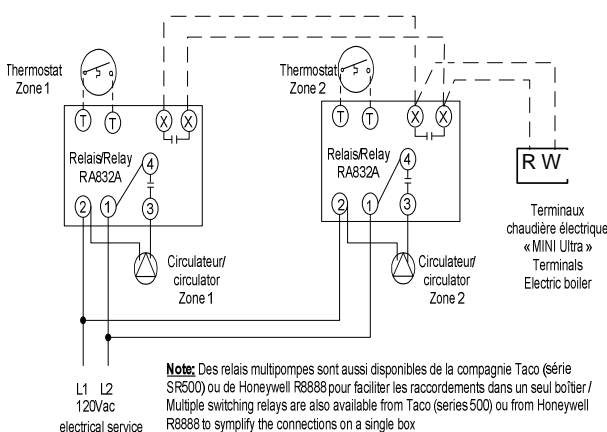 Thermostat
Zone 1
Thermostat
Zone 2
T T X X
T T X X
Relais/Relay
RA832A
4
2 1 3
Relais/Relay
RA832A
4
2 1 3
R W
Circulateur/
circulator
Zone 1
Circulateur/
circulator
Zone 2
Terminaux
chaudière électrique
« MINI Ultra »
Terminals
Electric boiler
L1 L2
120Vac
electrical service
Note: Des relais multipompes sont aussi disponibles de la compagnie Taco (série
SR500) ou de Honeywell R8888 pour faciliter les raccordements dans un seul boîtier /
Multiple switching relays are also available from Taco (series 500) or from Honeywell
R8888 to symplify the connections on a single box